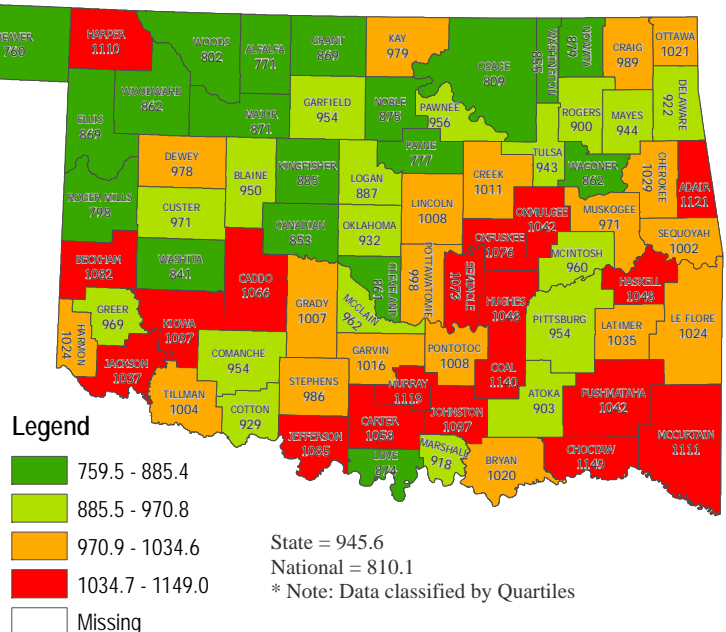 BEAVER 760
HARPER 1110
WOODS 802
ALFALFA 771
GRANT 869
KAY 979
OSAGE 809
WASHINGTON 855
NOWATA 879
CRAIG 989
OTTAWA 1021
ELLIS 869
WOODWARD 862
MAJOR 871
GARFIELD 954
NOBLE 875
PAWNEE 956
ROGERS 900
MAYES 944
DELAWARE 922
DEWEY 978
BLAINE 950
KINGFISHER 885
LOGAN 887
PAYNE 777
CREEK 1011
TULSA 943
WAGONER 862
CHEROKEE 1029
ADAIR 1121
ROGER MILLS 798
CUSTER 971
CANADIAN 853
OKLAHOMA 932
LINCOLN 1008
OKMULGEE 1042
MUSKOGEE 971
SEQUOYAH 1002
BECKHAM 1082
WASHITA 841
CADDO 1066
GRADY 1007
MCCLAIN 962
CLEVELAND 861
POTTAWATOMIE 998
SEMINOLE 1073
OKFUSKEE 1076
HUGHES 1048
MCINTOSH 960
HASKELL 1048
GREER 969
HARMON 1024
KIOWA 1097
JACKSON 1037
COMANCHE 954
TILLMAN 1004
COTTON 929
STEPHENS 986
GARVIN 1016
PONTOTOC 1008
COAL 1140
PITTSBURG 954
LATIMER 1035
LE FLORE 1024
JEFFERSON 1085
CARTER 1058
MURRAY 1119
JOHNSTON 1097
ATOKA 903
PUSHMATAHA 1042
MCCURTAIN 1111
LOVE 874
MARSHALL 918
BRYAN 1020
CHOCTAW 1149
Legend
759.5 - 885.4
885.5 - 970.8
970.9 - 1034.6
1034.7 - 1149.0
Missing
State = 945.6
National = 810.1
* Note: Data classified by Quartiles